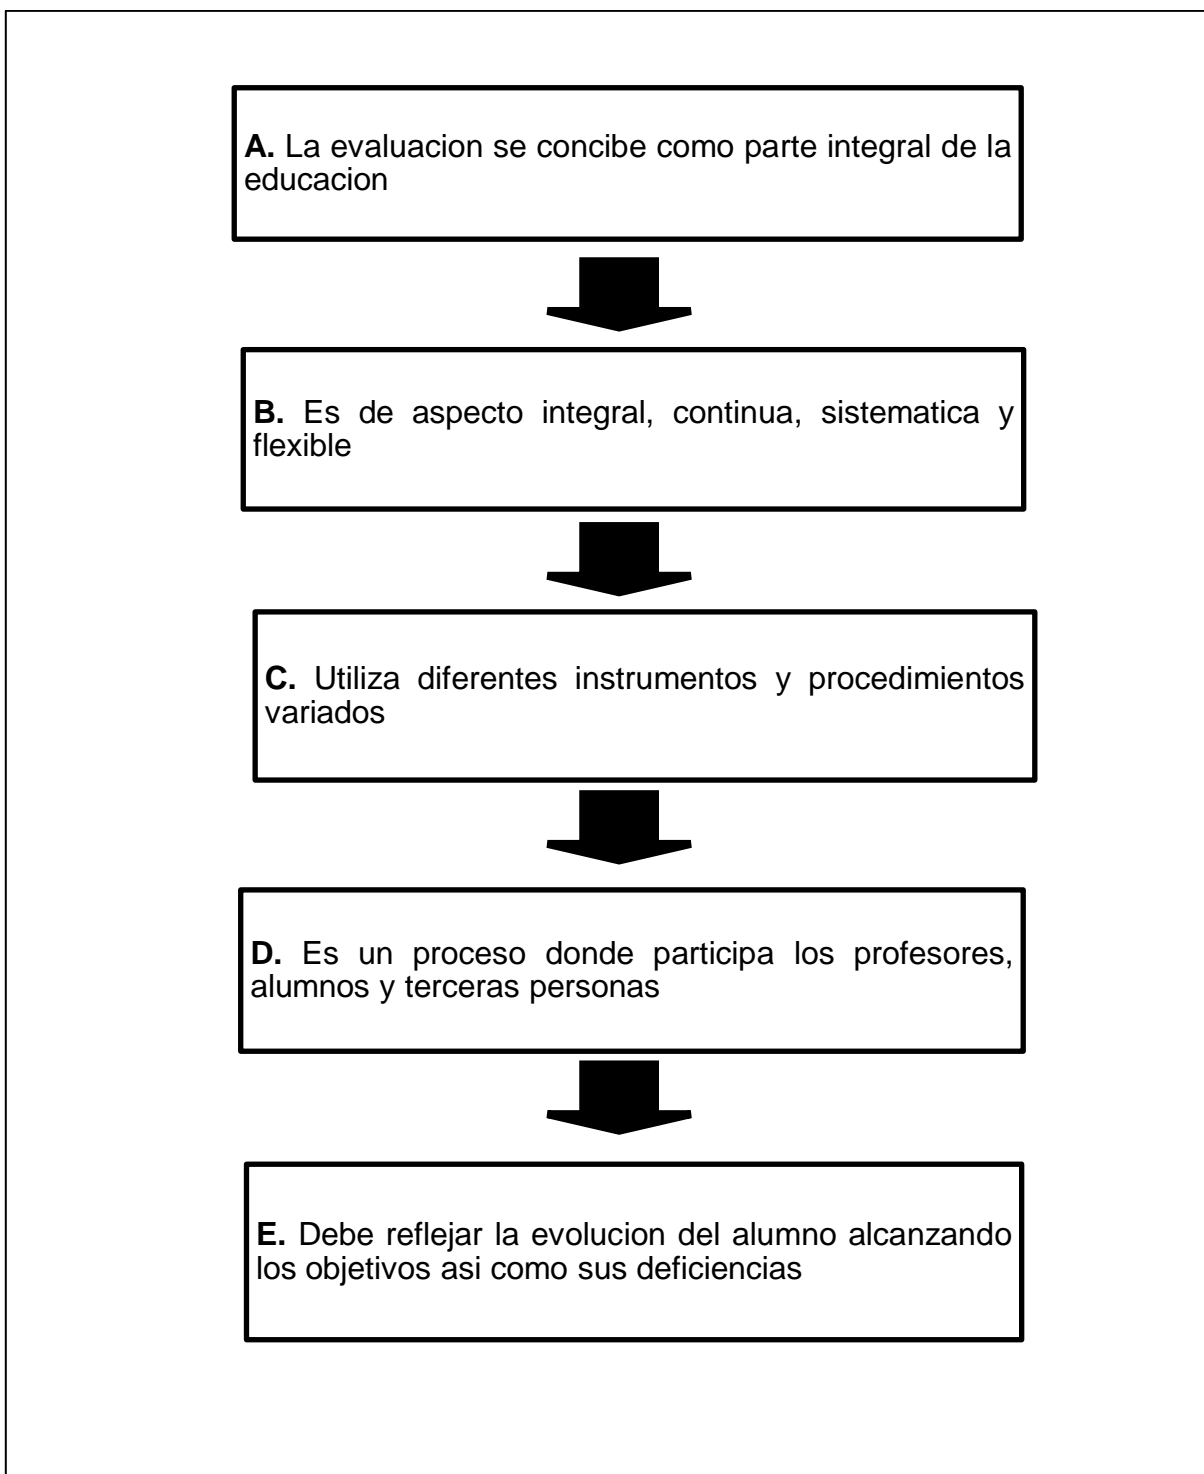 A. La evaluacion se concibe como parte integral de la
educacion
B. Es de aspecto integral, continua, sistematica y
flexible
C. Utiliza diferentes instrumentos y procedimientos
variados
D. Es un proceso donde participa los profesores,
alumnos y terceras personas
E. Debe reflejar la evolucion del alumno alcanzando
los objetivos asi como sus deficiencias